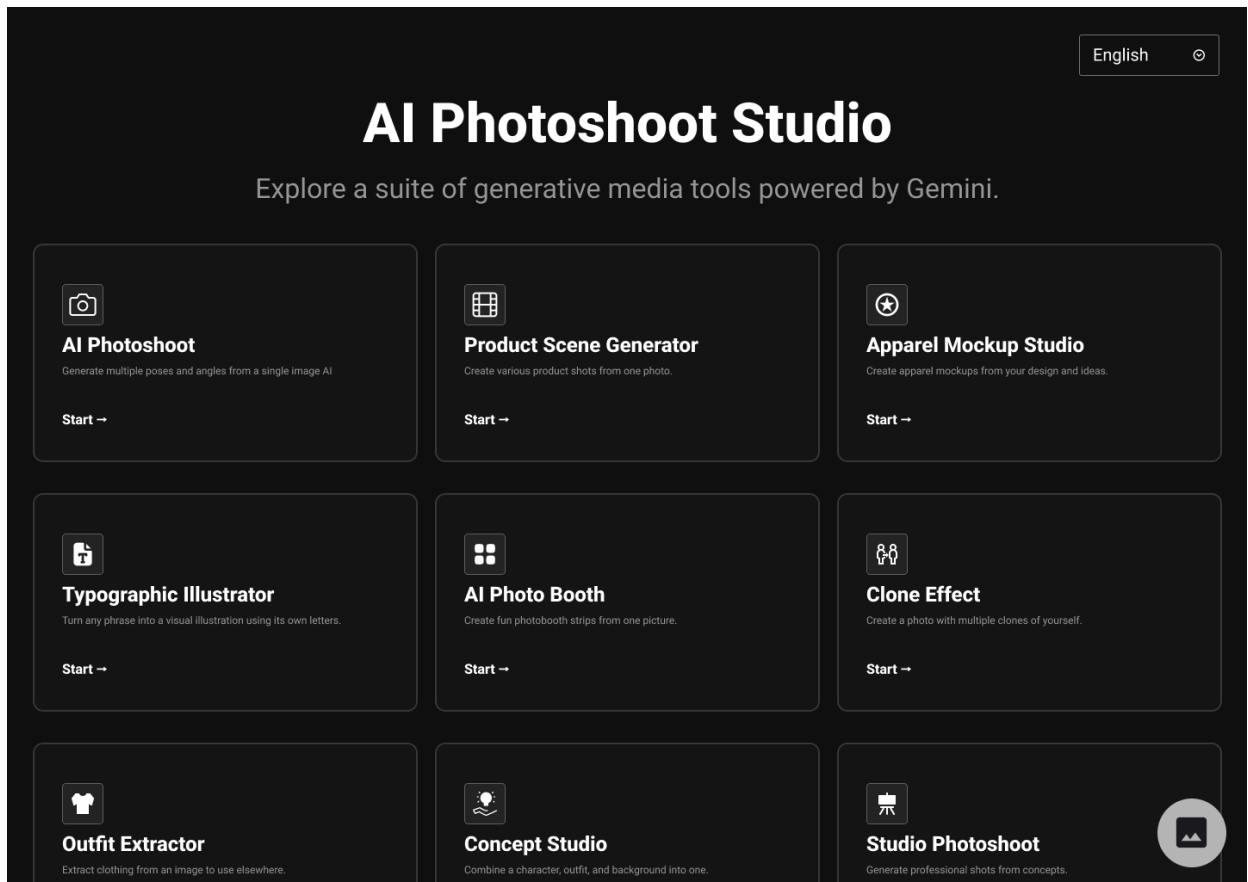 English
AI Photoshoot Studio
Explore a suite of generative media tools powered by Gemini.
AI Photoshoot
Generate multiple poses and angles from a single image AI
Start →
Product Scene Generator
Create various product shots from one photo.
Start →
Apparel Mockup Studio
Create apparel mockups from your design and ideas.
Start →
Typographic Illustrator
Turn any phrase into a visual illustration using its own letters.
Start →
AI Photo Booth
Create fun photobooth strips from one picture.
Start →
Clone Effect
Create a photo with multiple clones of yourself.
Start →
Outfit Extractor
Extract clothing from an image to use elsewhere.
Concept Studio
Combine a character, outfit, and background into one.
Studio Photoshoot
Generate professional shots from concepts.